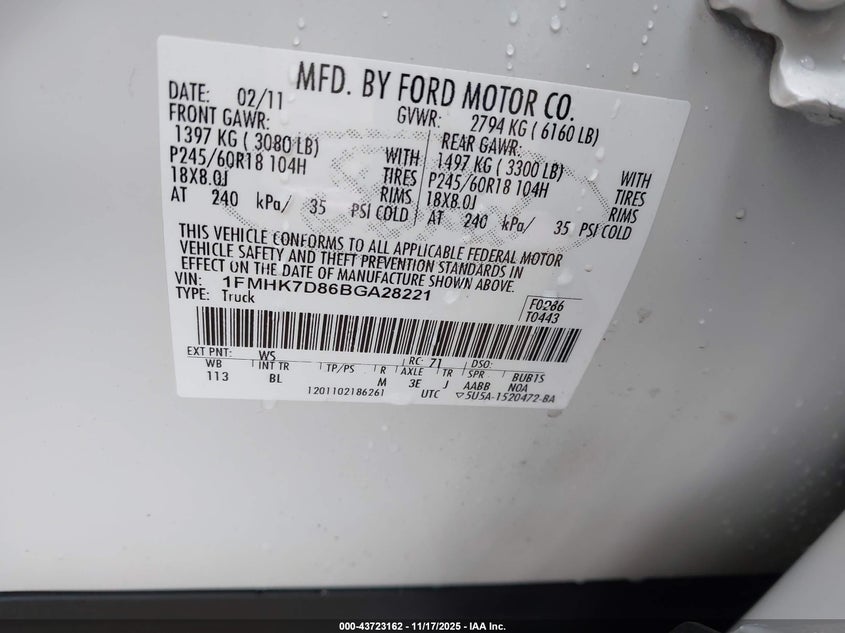 MFD. BY FORD MOTOR CO.
DATE: 02/11 GVWR: 2794 KG ( 6160 LB)
FRONT GAWR: REAR GAWR:
1397 KG ( 3080 LB) 1497 KG ( 3300 LB)
P245/60R18 104H WITH TIRES P245/60R18 104H WITH TIRES
18X8.0J RIMS 18X8.0J RIMS
AT 240 kPa/ 35 PSI COLD AT 240 kPa/ 35 PSI COLD
THIS VEHICLE CONFORMS TO ALL APPLICABLE FEDERAL MOTOR
VEHICLE SAFETY AND THEFT PREVENTION STANDARDS IN
EFFECT ON THE DATE OF MANUFACTURE SHOWN ABOVE.
VIN: 1FMHK7D86BGA28221
TYPE: Truck
F0286
T0443
EXT PNT: WS RC: 71 DSO:
WB INT TR TP/PS R AXLE TR SPR BUBTS
113 BL M 3E J AABB NOA
1201102186261 UTC ▽5U5A-1520472-BA
000-43723162 - 11/17/2025 - IAA Inc.